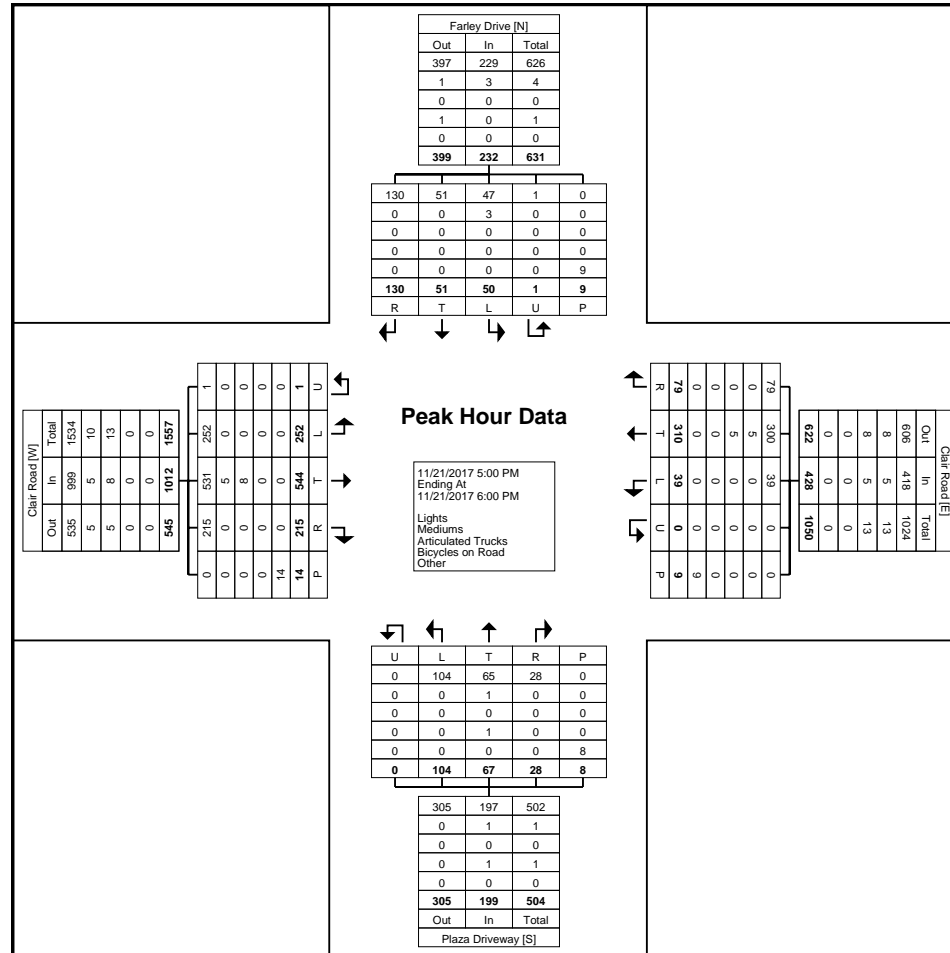 Farley Drive [N]
Out In Total
397 229 626
1 3 4
0 0 0
1 0 1
0 0 0
399 232 631
130 51 47 1 0
0 0 3 0 0
0 0 0 0 0
0 0 0 0 0
0 0 0 0 9
130 51 50 1 9
R T L U P
Clair Road [W]
Total 1534 10 13 0 0 1557
In 999 5 8 0 0 1012
Out 535 5 5 0 0 545
1 0 0 0 0 1 U
252 0 0 0 0 252 L
531 5 8 0 0 544 T
215 0 0 0 0 215 R
0 0 0 0 14 14 P
Peak Hour Data
11/21/2017 5:00 PM
Ending At
11/21/2017 6:00 PM
Lights
Mediums
Articulated Trucks
Bicycles on Road
Other
R 79 0 0 0 0 79
T 310 0 0 5 5 300
L 39 0 0 0 0 39
U 0 0 0 0 0 0
P 9 9 0 0 0 0
622 0 0 8 8 606 Out
428 0 0 5 5 418 In
1050 0 0 13 13 1024 Total
Clair Road [E]
U L T R P
0 104 65 28 0
0 0 1 0 0
0 0 0 0 0
0 0 1 0 0
0 0 0 0 8
0 104 67 28 8
305 197 502
0 1 1
0 0 0
0 1 1
0 0 0
305 199 504
Out In Total
Plaza Driveway [S]